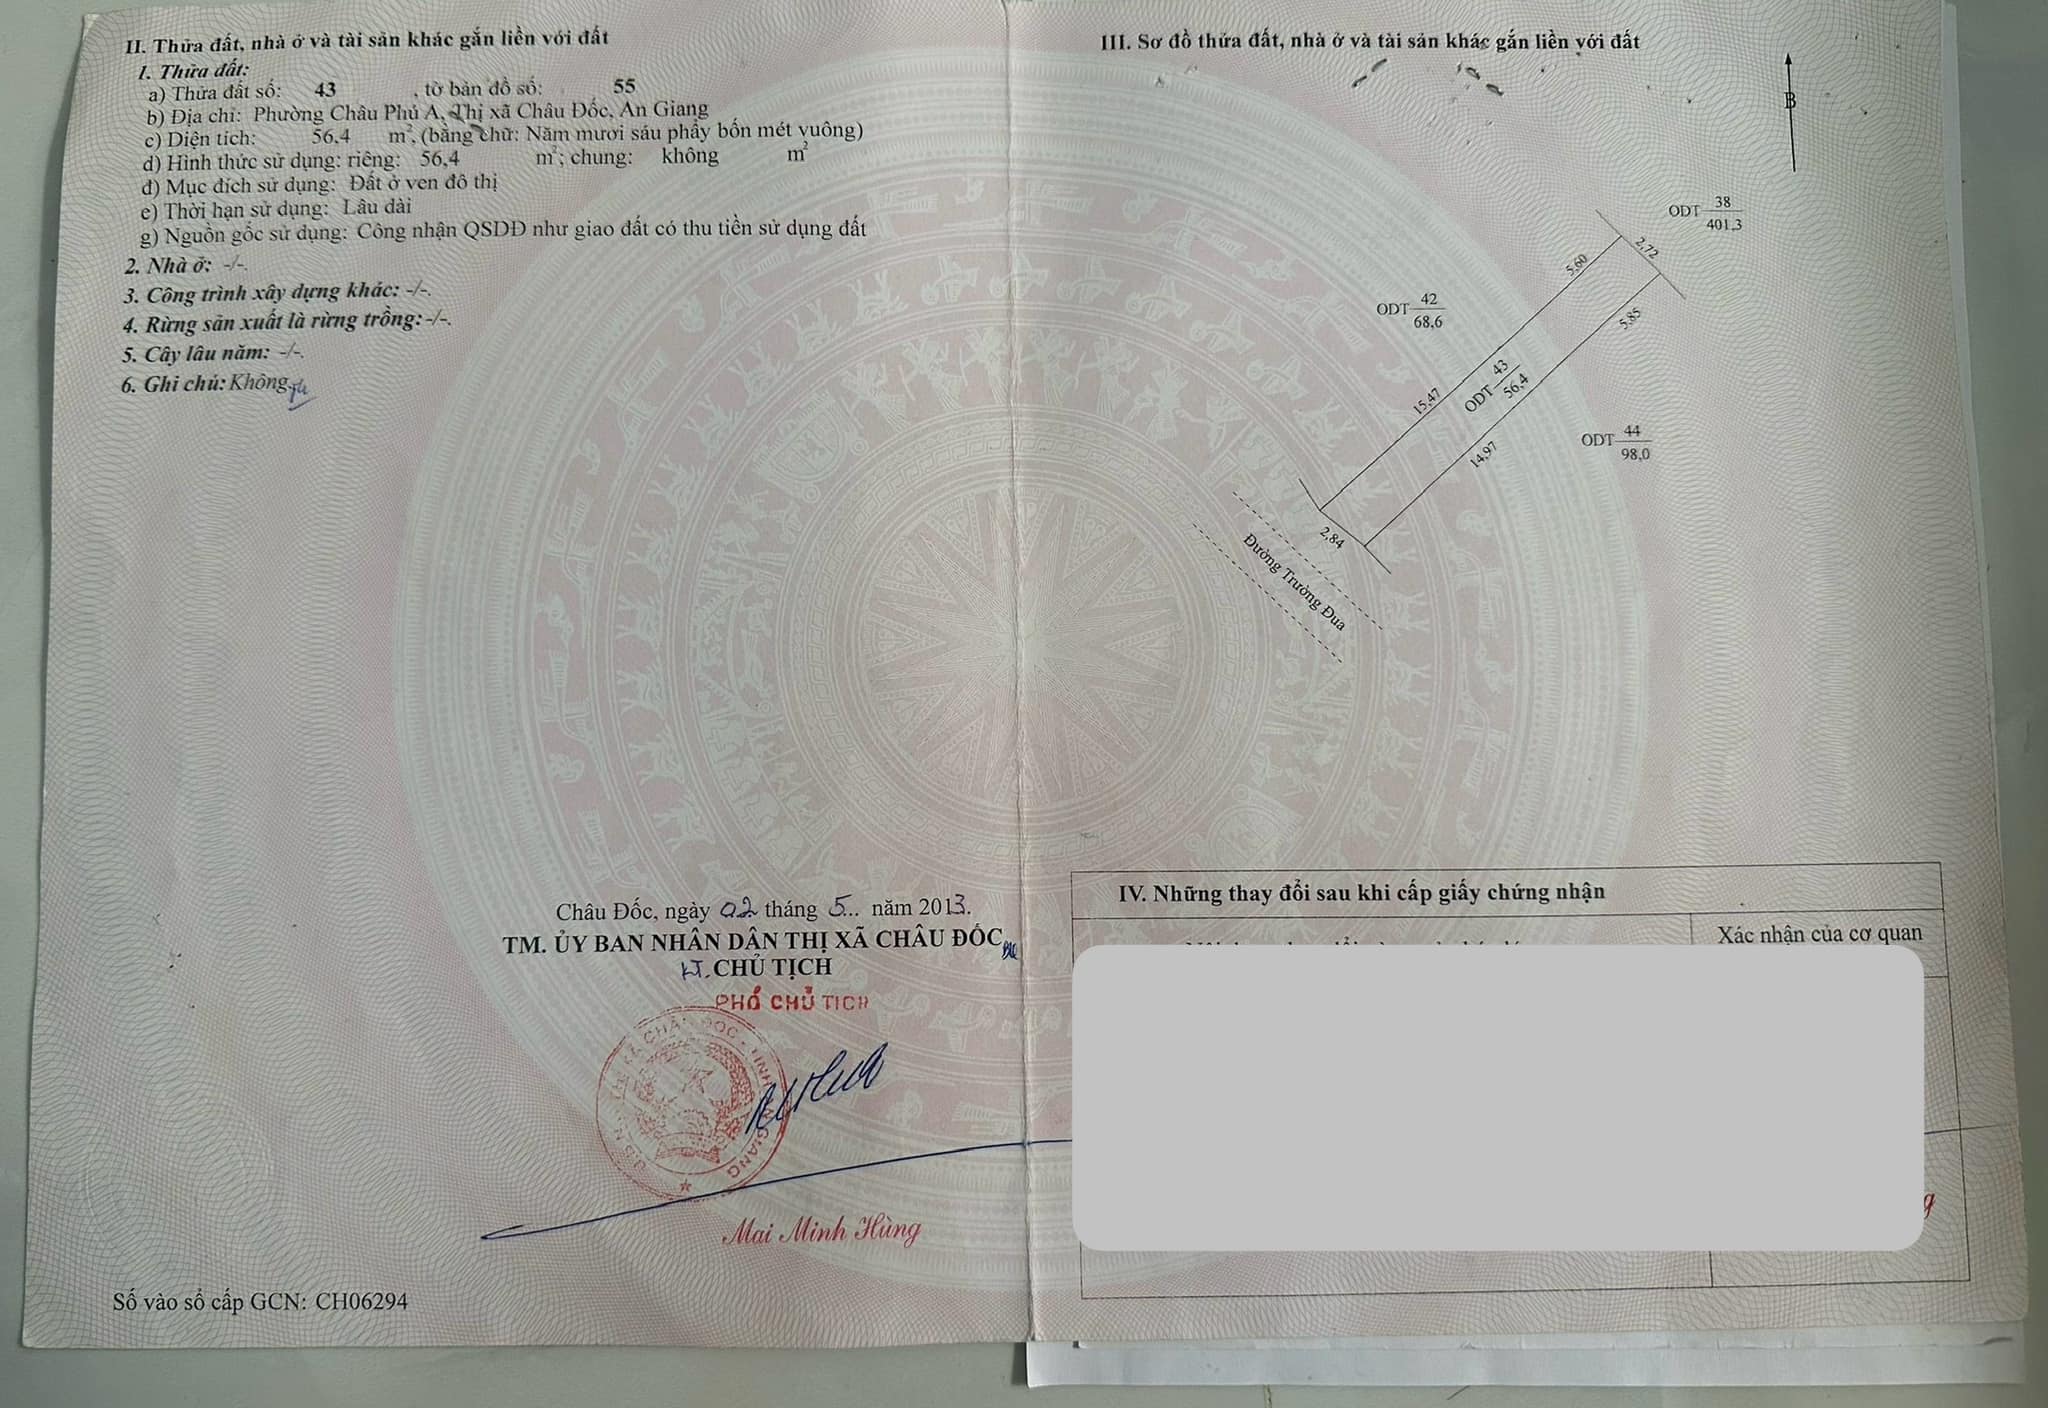 II. Thửa đất, nhà ở và tài sản khác gắn liền với đất
1. Thửa đất:
a) Thửa đất số: 43 , tờ bản đồ số: 55
b) Địa chỉ: Phường Châu Phú A, Thị xã Châu Đốc, An Giang
c) Diện tích: 56,4 m², (bằng chữ: Năm mươi sáu phẩy bốn mét vuông)
d) Hình thức sử dụng: riêng: 56,4 m²; chung: không m²
đ) Mục đích sử dụng: Đất ở ven đô thị
e) Thời hạn sử dụng: Lâu dài
g) Nguồn gốc sử dụng: Công nhận QSDĐ như giao đất có thu tiền sử dụng đất
2. Nhà ở: -/-.
3. Công trình xây dựng khác: -/-.
4. Rừng sản xuất là rừng trồng: -/-.
5. Cây lâu năm: -/-.
6. Ghi chú: Không
Châu Đốc, ngày 02 tháng 5... năm 2013.
TM. ỦY BAN NHÂN DÂN THỊ XÃ CHÂU ĐỐC
KT. CHỦ TỊCH
PHÓ CHỦ TỊCH
U.B.N.D THỊ XÃ CHÂU ĐỐC - TỈNH AN GIANG
Mai Minh Hùng
Số vào sổ cấp GCN: CH06294
III. Sơ đồ thửa đất, nhà ở và tài sản khác gắn liền với đất
B
ODT 38
401,3
2,72
5,60
ODT 42
68,6
5,85
15,47
ODT 43
56,4
14,97
ODT 44
98,0
2,84
Đường Trường Đua
IV. Những thay đổi sau khi cấp giấy chứng nhận
Xác nhận của cơ quan
g